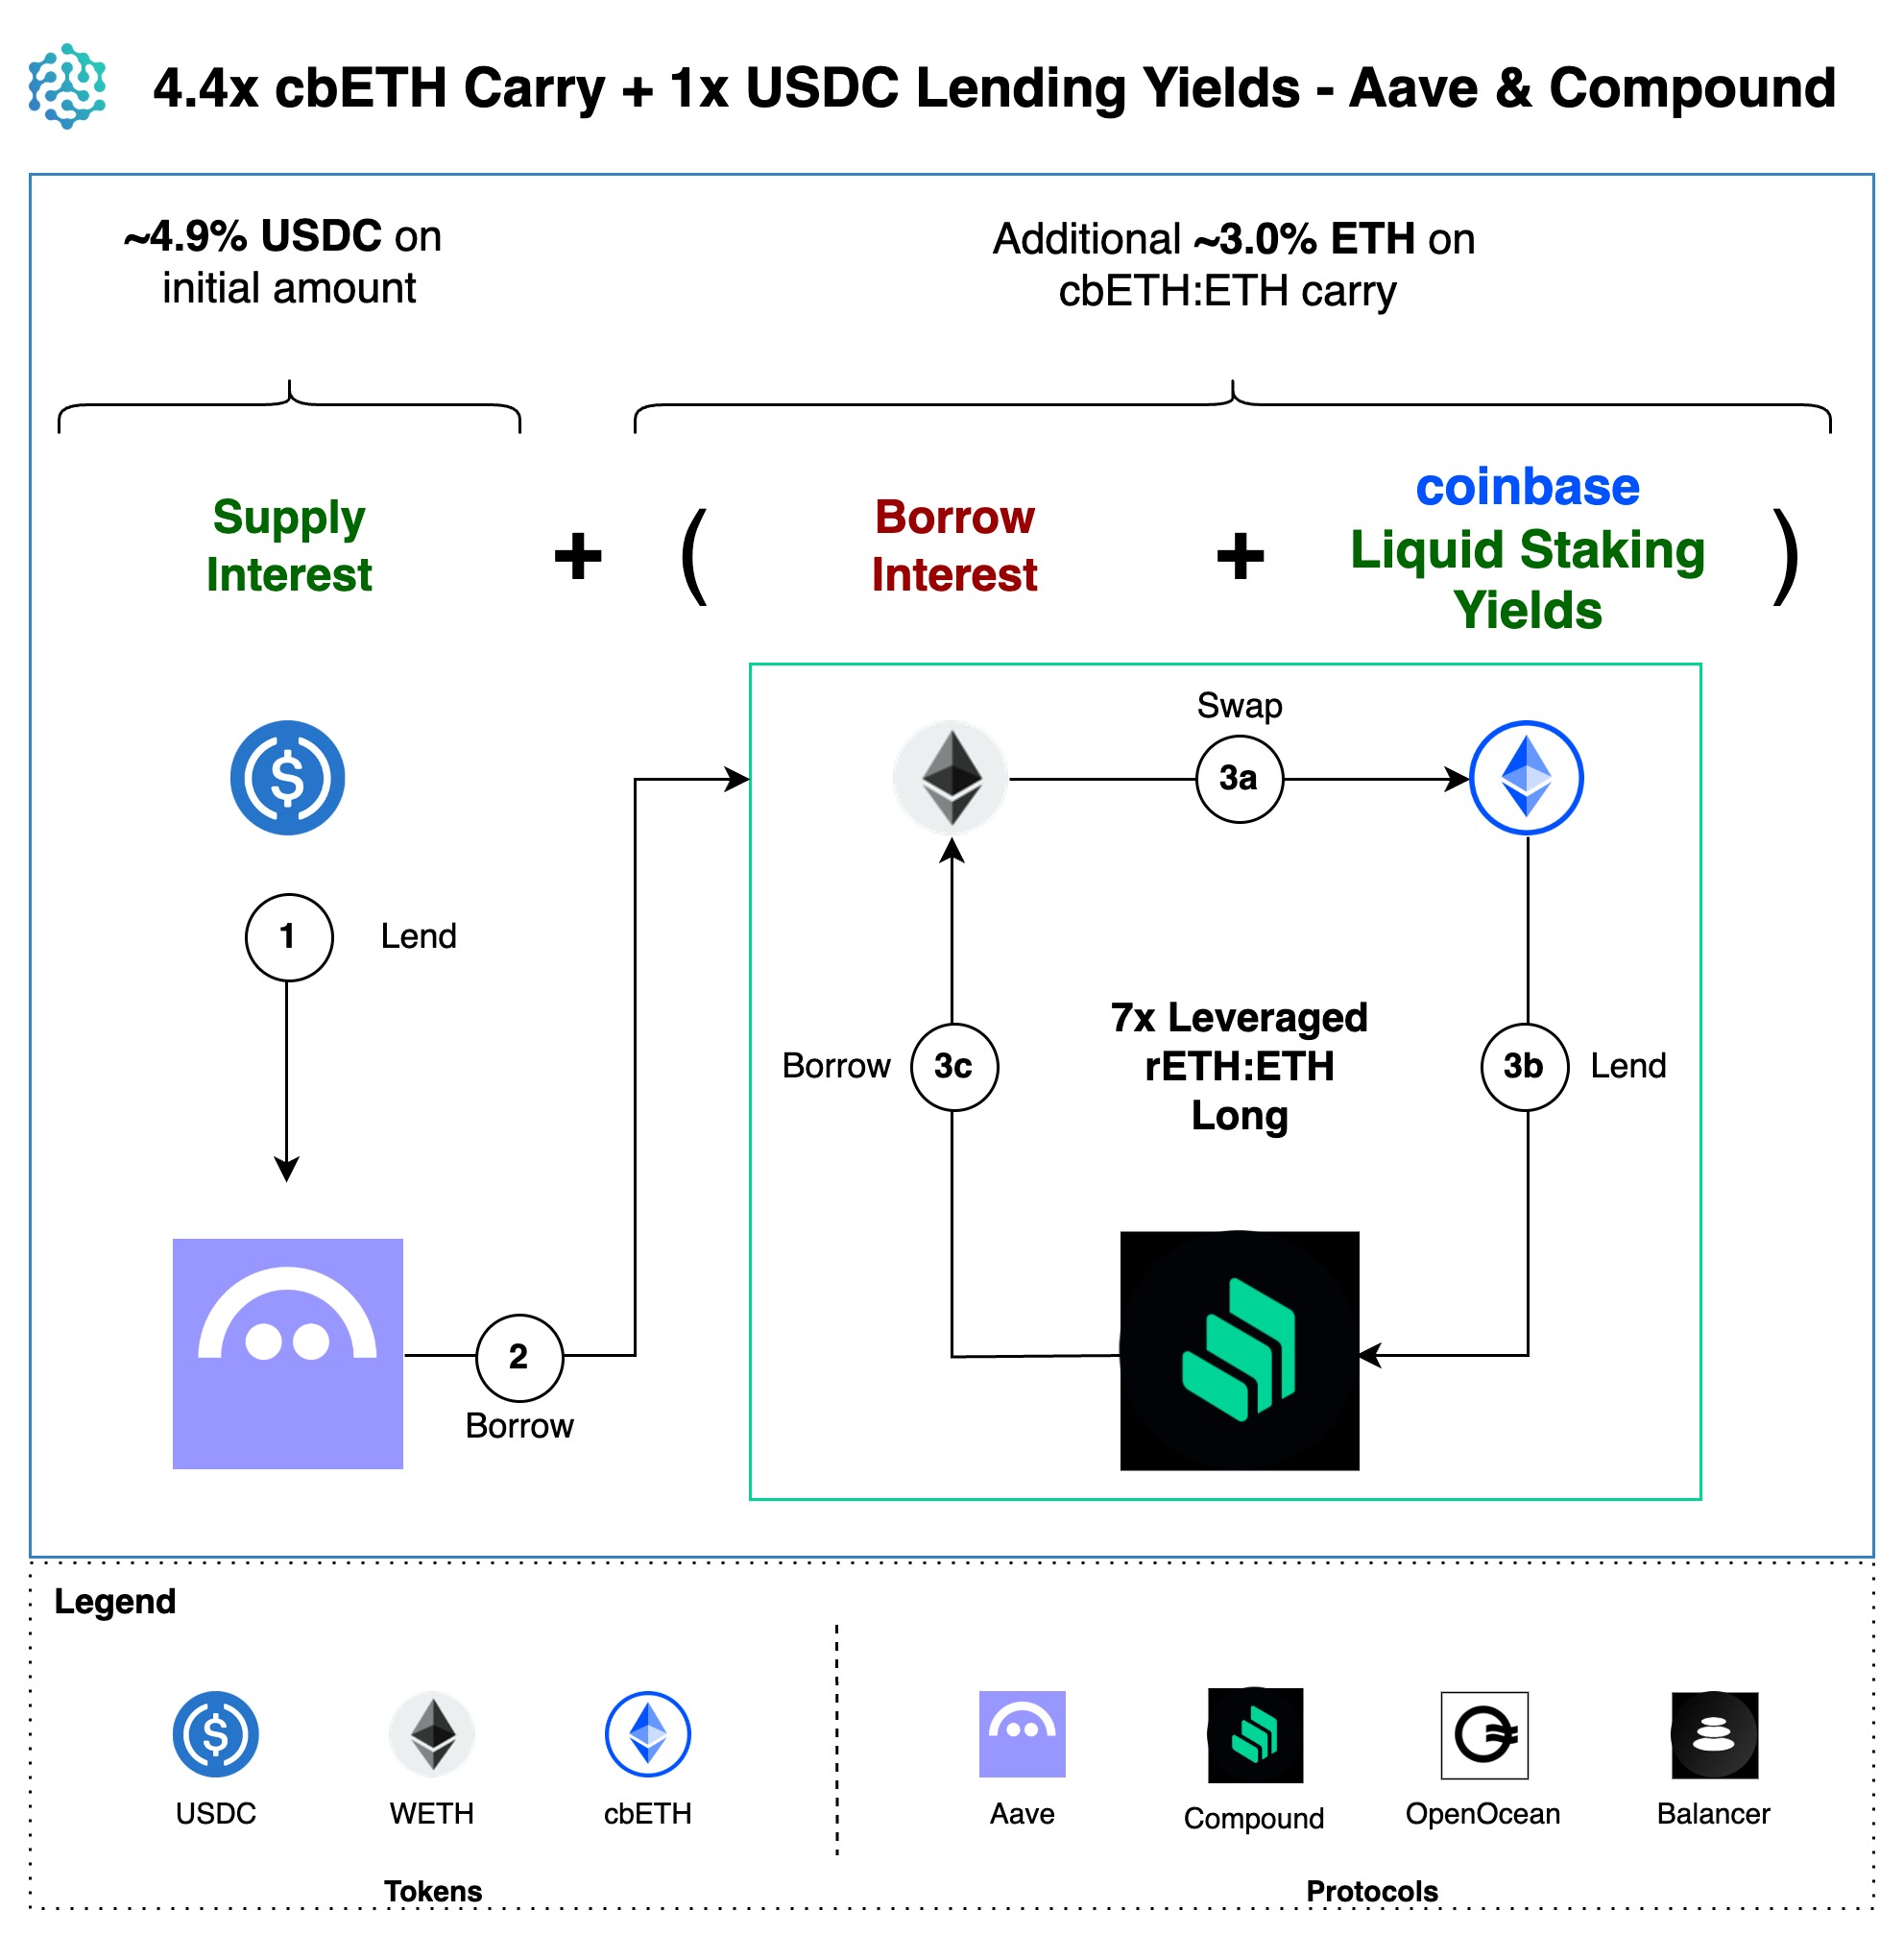 4.4x cbETH Carry + 1x USDC Lending Yields - Aave & Compound
~4.9% USDC on
initial amount
Additional ~3.0% ETH on
cbETH:ETH carry
Supply
Interest
+
(
Borrow
Interest
+
coinbase
Liquid Staking
Yields
)
Swap
3a
1
Lend
7x Leveraged
rETH:ETH
Long
Borrow
3c
3b
Lend
2
Borrow
Legend
USDC
WETH
cbETH
Aave
Compound
OpenOcean
Balancer
Tokens
Protocols